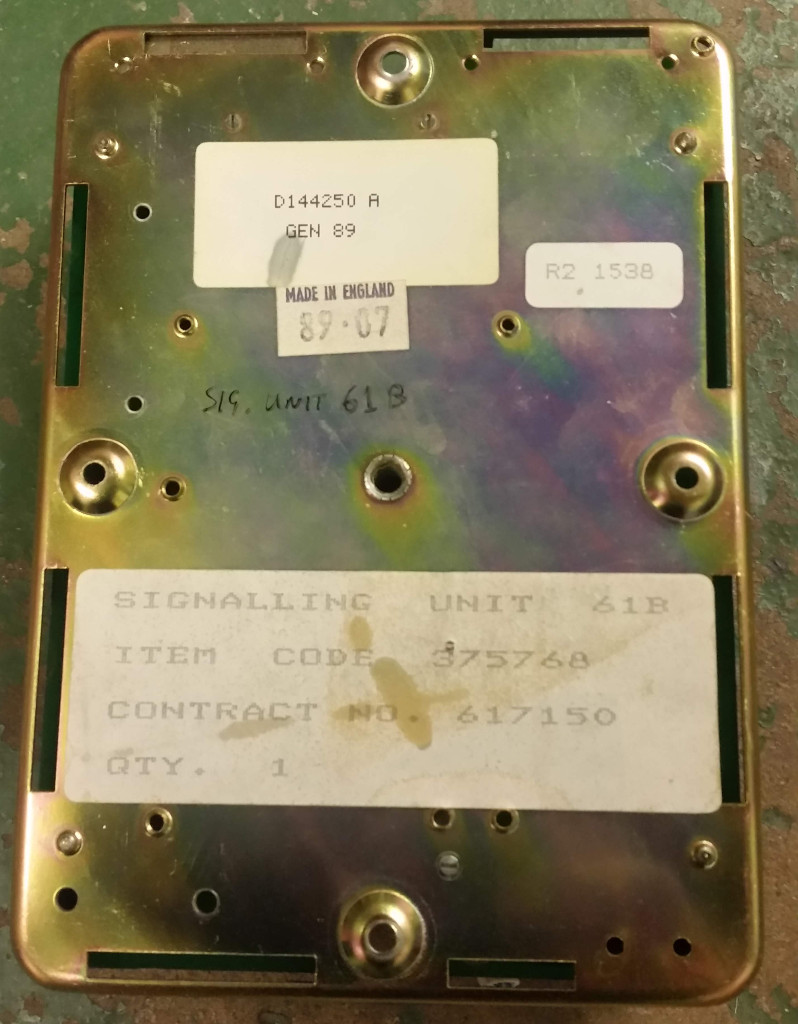 D144250 A
GEN 89
R2 1538
MADE IN ENGLAND
89·07
SIG. UNIT 61B
SIGNALLING UNIT 61B
ITEM CODE 375768
CONTRACT NO. 617150
QTY. 1